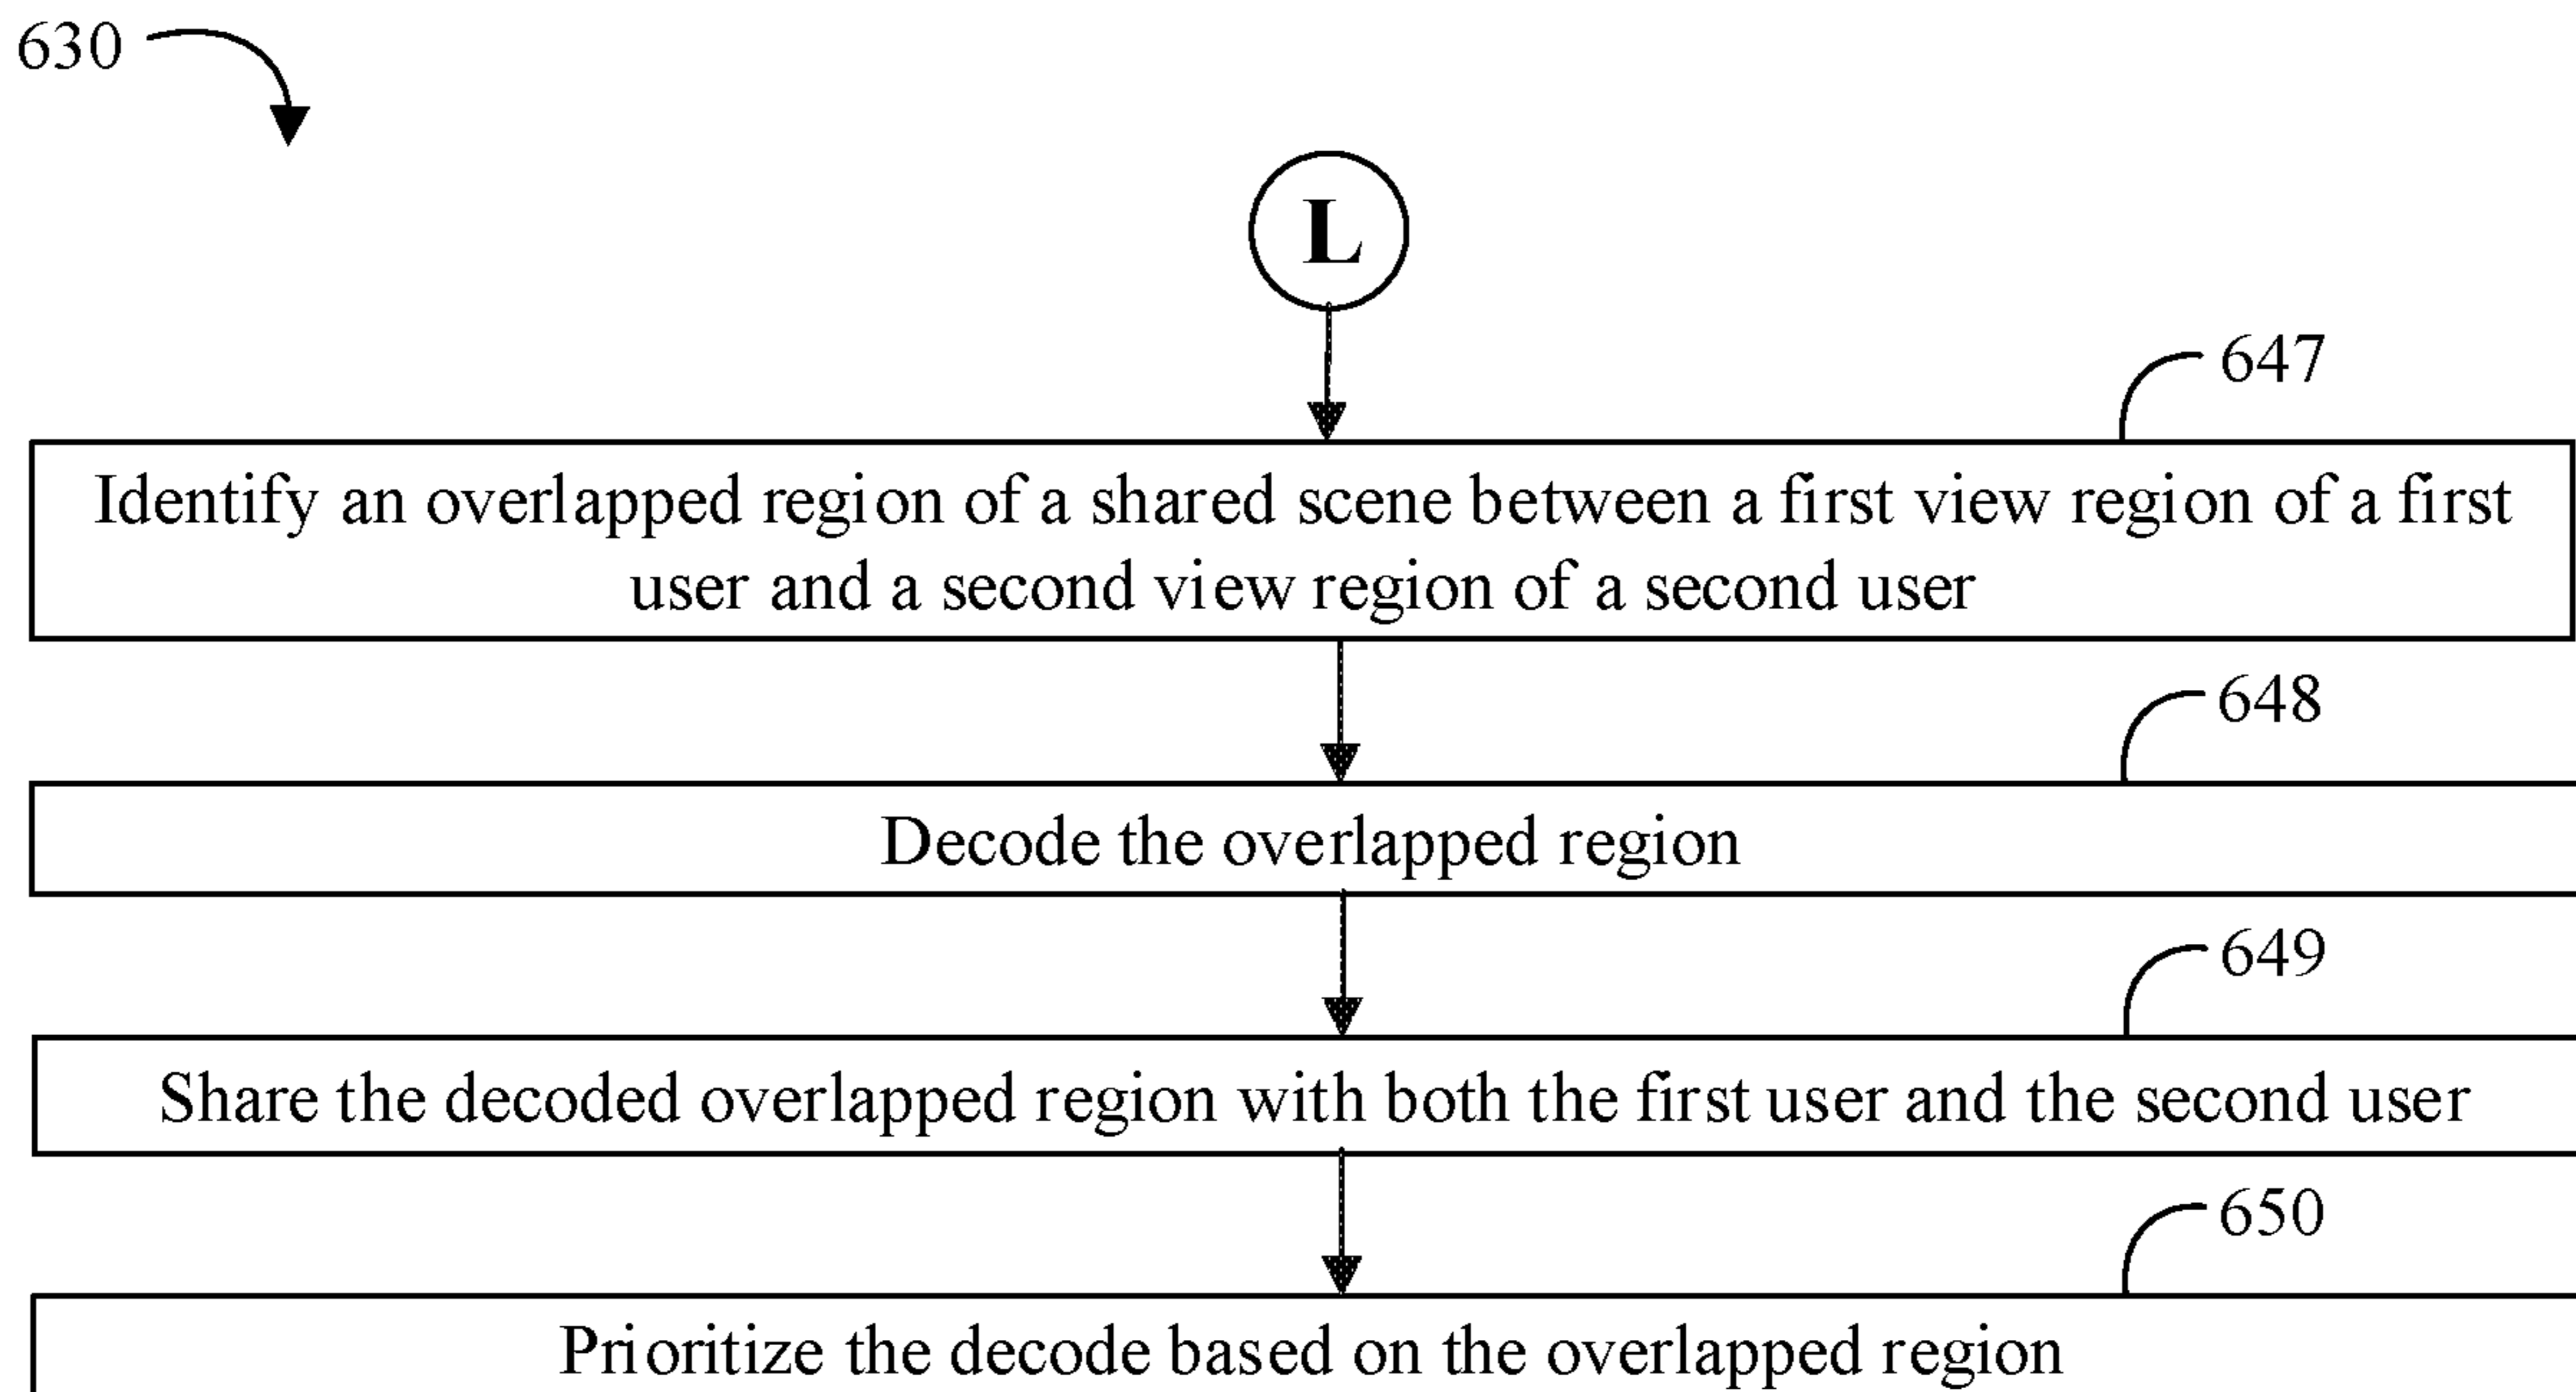 630
L
647
Identify an overlapped region of a shared scene between a first view region of a first
user and a second view region of a second user
648
Decode the overlapped region
649
Share the decoded overlapped region with both the first user and the second user
650
Prioritize the decode based on the overlapped region